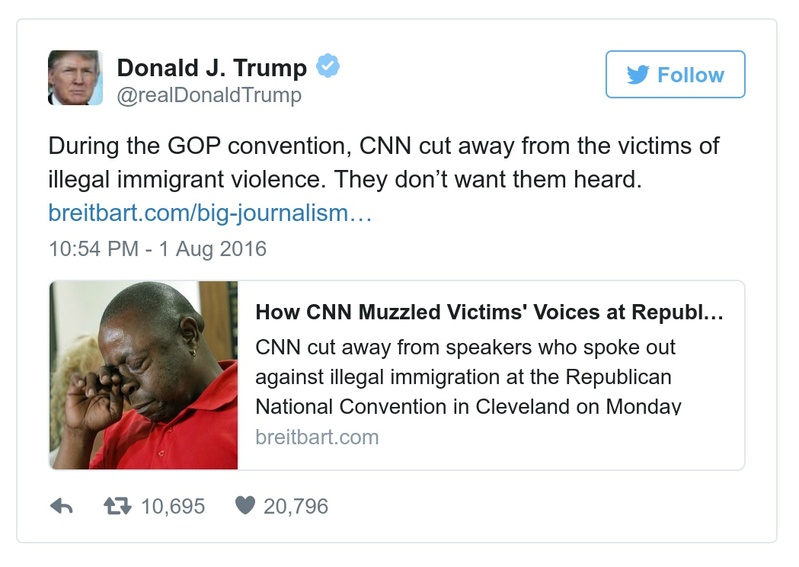 Donald J. Trump
@realDonaldTrump
Follow
During the GOP convention, CNN cut away from the victims of
illegal immigrant violence. They don’t want them heard.
breitbart.com/big-journalism…
10:54 PM - 1 Aug 2016
How CNN Muzzled Victims' Voices at Republ…
CNN cut away from speakers who spoke out
against illegal immigration at the Republican
National Convention in Cleveland on Monday
breitbart.com
10,695 20,796